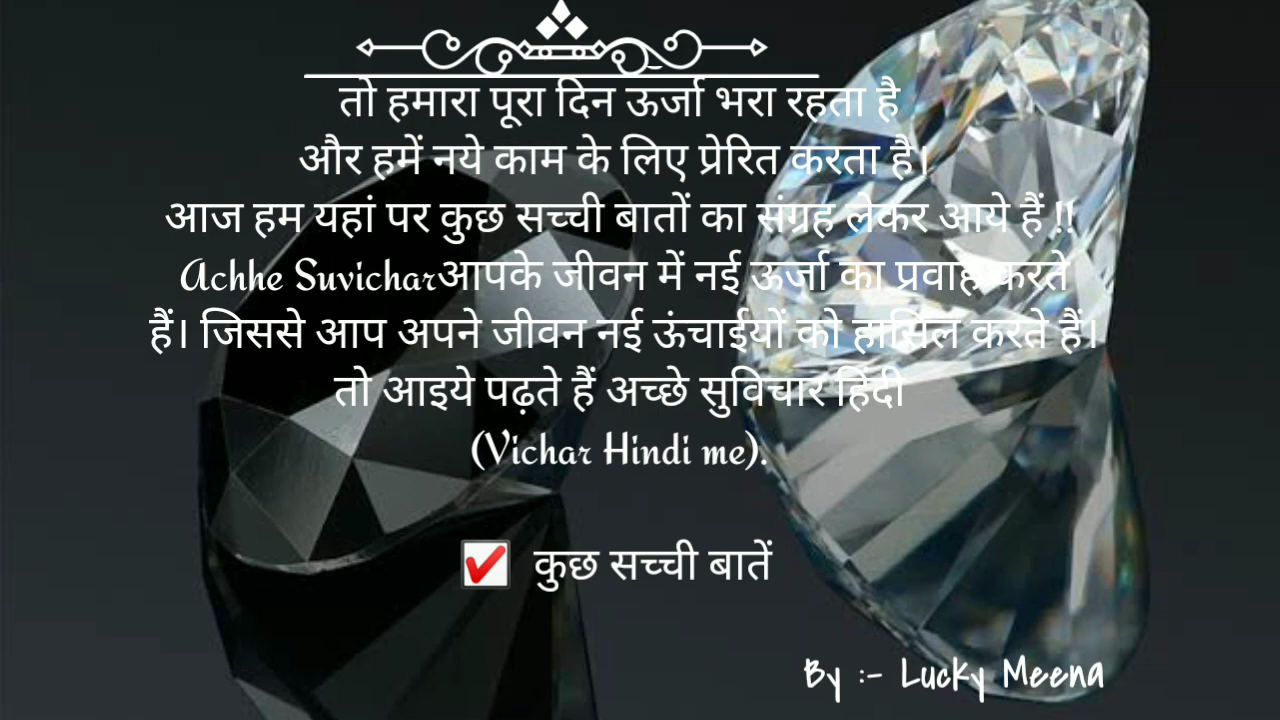 तो हमारा पूरा दिन ऊर्जा भरा रहता है
और हमें नये काम के लिए प्रेरित करता है।
आज हम यहां पर कुछ सच्ची बातों का संग्रह लेकर आये हैं !!
Achhe Suvicharआपके जीवन में नई ऊर्जा का प्रवाह करते
हैं। जिससे आप अपने जीवन नई ऊंचाईयों को हासिल करते हैं।
तो आइये पढ़ते हैं अच्छे सुविचार हिंदी
(Vichar Hindi me).
कुछ सच्ची बातें
By :- Lucky Meena